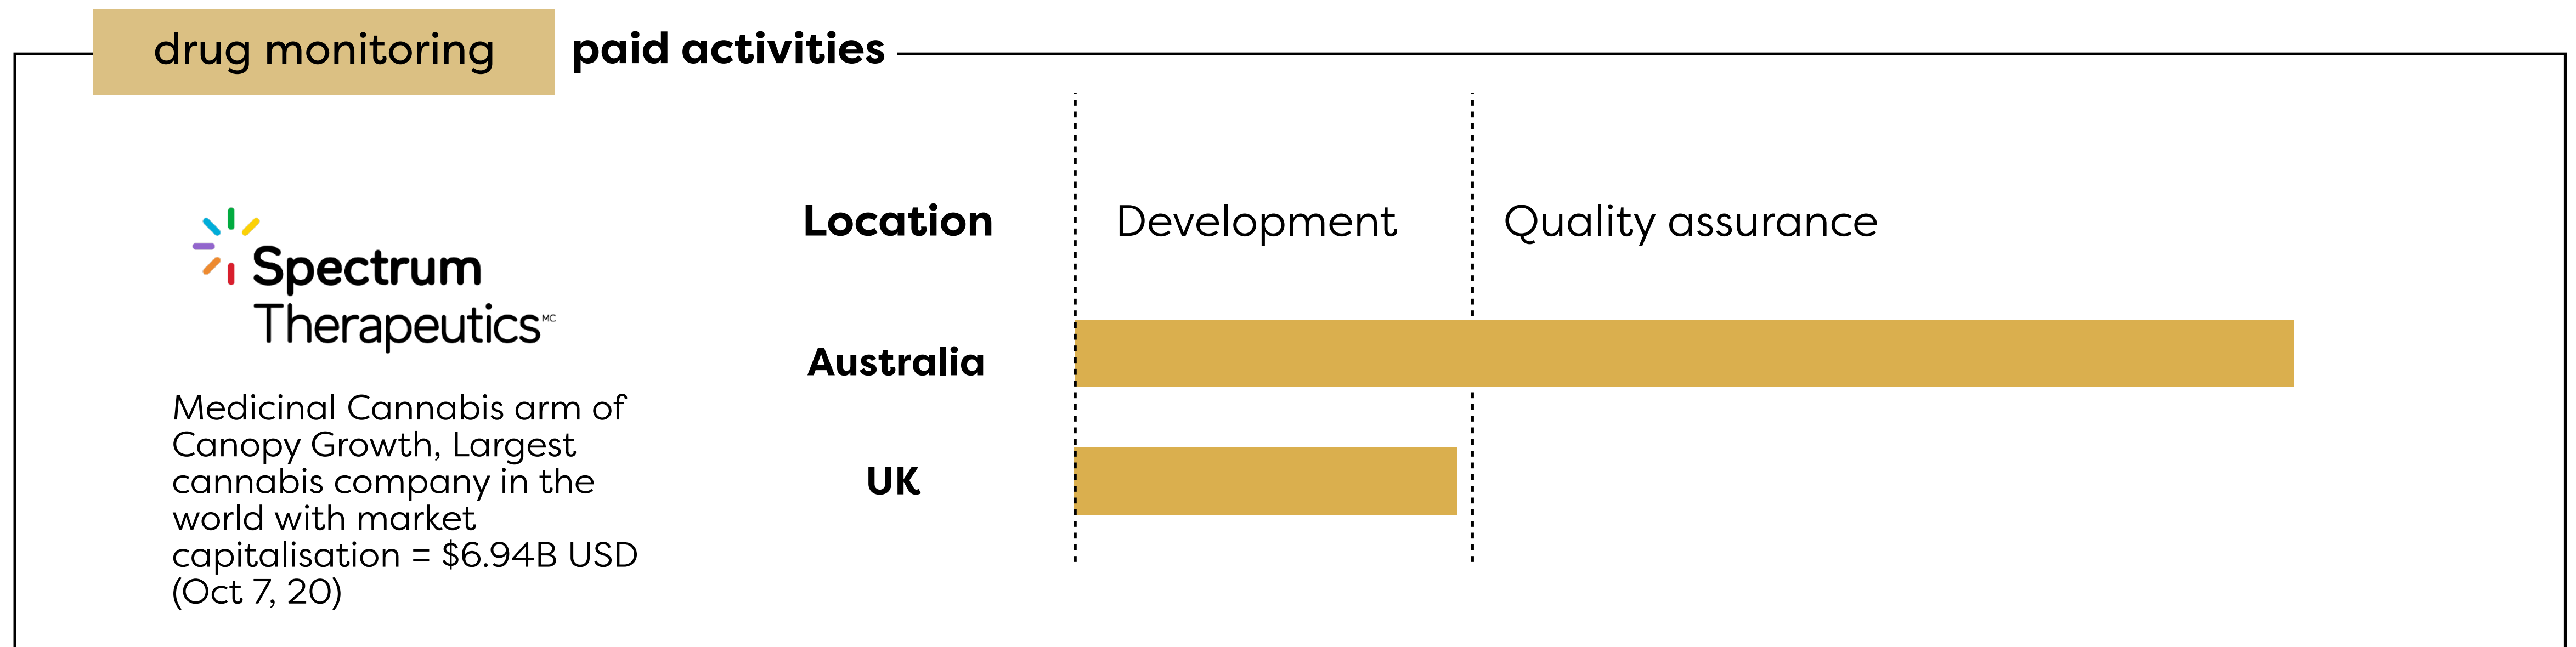 drug monitoring paid activities
Spectrum
Therapeutics MC
Medicinal Cannabis arm of
Canopy Growth, Largest
cannabis company in the
world with market
capitalisation = $6.94B USD
(Oct 7, 20)
Location Development Quality assurance
Australia
UK